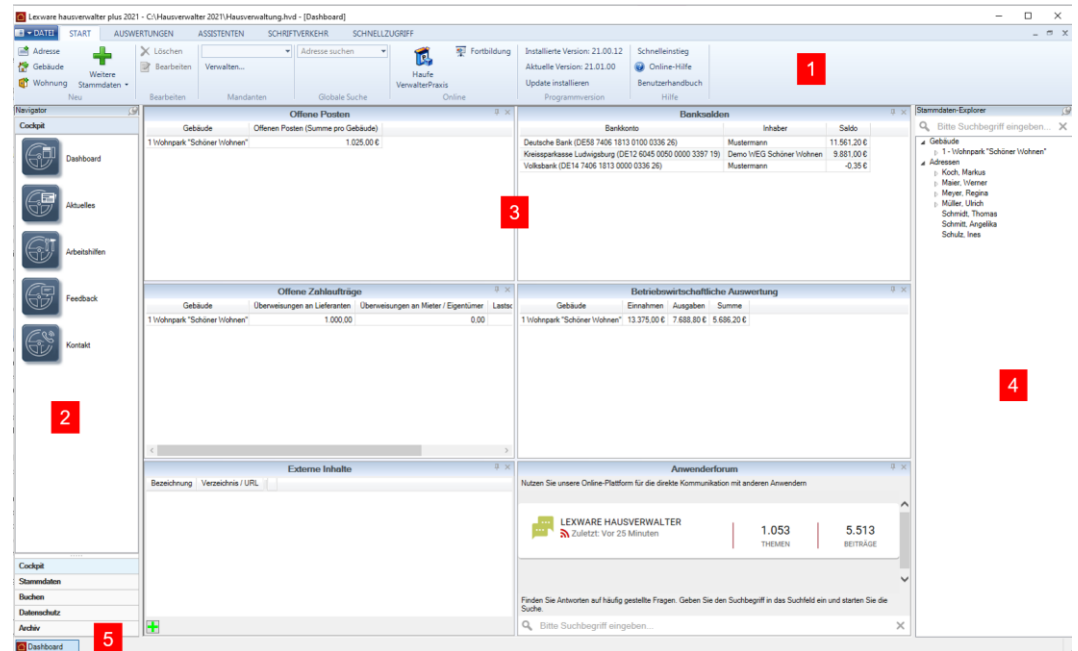 Lexware hausverwalter plus 2021 - C:\Hausverwalter 2021\Hausverwaltung.hvd - [Dashboard]
DATEI START AUSWERTUNGEN ASSISTENTEN SCHRIFTVERKEHR SCHNELLZUGRIFF
Adresse
Gebäude
Wohnung
Weitere
Stammdaten
Neu
Löschen
Bearbeiten
Bearbeiten
Verwalten...
Mandanten
Adresse suchen
Globale Suche
Haufe
VerwalterPraxis
Fortbildung
Online
Installierte Version: 21.00.12
Aktuelle Version: 21.01.00
Update installieren
Programmversion
Schnelleinstieg
Online-Hilfe
Benutzerhandbuch
Hilfe
1
Navigator
Cockpit
Dashboard
Aktuelles
Arbeitshilfen
Feedback
Kontakt
2
Cockpit
Stammdaten
Buchen
Datenschutz
Archiv
5
Dashboard
Offene Posten
Gebäude Offenen Posten (Summe pro Gebäude)
1 Wohnpark "Schöner Wohnen" 1.025,00 €
Banksalden
Bankkonto Inhaber Saldo
Deutsche Bank (DE58 7406 1813 0100 0336 26) Mustermann 11.561,20 €
Kreissparkasse Ludwigsburg (DE12 6045 0050 0000 3397 19) Demo WEG Schöner Wohnen 9.881,00 €
Volksbank (DE14 7406 1813 0000 0336 26) Mustermann -0,35 €
3
Offene Zahlaufträge
Gebäude Überweisungen an Lieferanten Überweisungen an Mieter / Eigentümer Lastsc
1 Wohnpark "Schöner Wohnen" 1.000,00 0,00
Betriebswirtschaftliche Auswertung
Gebäude Einnahmen Ausgaben Summe
1 Wohnpark "Schöner Wohnen" 13.375,00 € 7.688,80 € 5.686,20 €
Externe Inhalte
Bezeichnung Verzeichnis / URL
Anwenderforum
Nutzen Sie unsere Online-Plattform für die direkte Kommunikation mit anderen Anwendern
LEXWARE HAUSVERWALTER
Zuletzt: Vor 25 Minuten
1.053
THEMEN
5.513
BEITRÄGE
Finden Sie Antworten auf häufig gestellte Fragen. Geben Sie den Suchbegriff in das Suchfeld ein und starten Sie die
Suche.
Bitte Suchbegriff eingeben...
Stammdaten-Explorer
Bitte Suchbegriff eingeben...
Gebäude
1 - Wohnpark "Schöner Wohnen"
Adressen
Koch, Markus
Maier, Werner
Meyer, Regina
Müller, Ulrich
Schmidt, Thomas
Schmitt, Angelika
Schulz, Ines
4